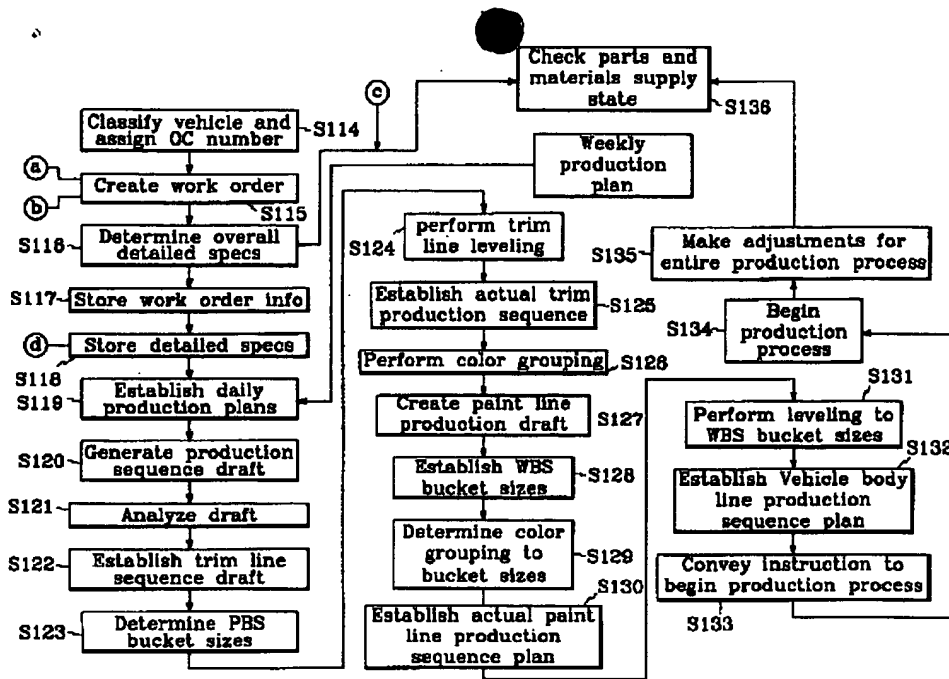 Check parts and
materials supply
state
S136
c
Classify vehicle and
assign OC number
S114
a
Create work order
b
S115
Determine overall
detailed specs
S116
Store work order info
S117
d
Store detailed specs
S118
Establish daily
production plans
S119
Generate production
sequence draft
S120
Analyze draft
S121
Establish trim line
sequence draft
S122
Determine PBS
bucket sizes
S123
Weekly
production
plan
perform trim
line leveling
S124
Establish actual trim
production sequence
S125
Perform color grouping
S126
Create paint line
production draft
S127
Establish WBS
bucket sizes
S128
Determine color
grouping to
bucket sizes
S129
Establish actual paint
line production
sequence plan
S130
Perform leveling to
WBS bucket sizes
S131
Establish Vehicle body
line production
sequence plan
S132
Convey instruction to
begin production process
S133
Begin
production
process
S134
Make adjustments for
entire production process
S135